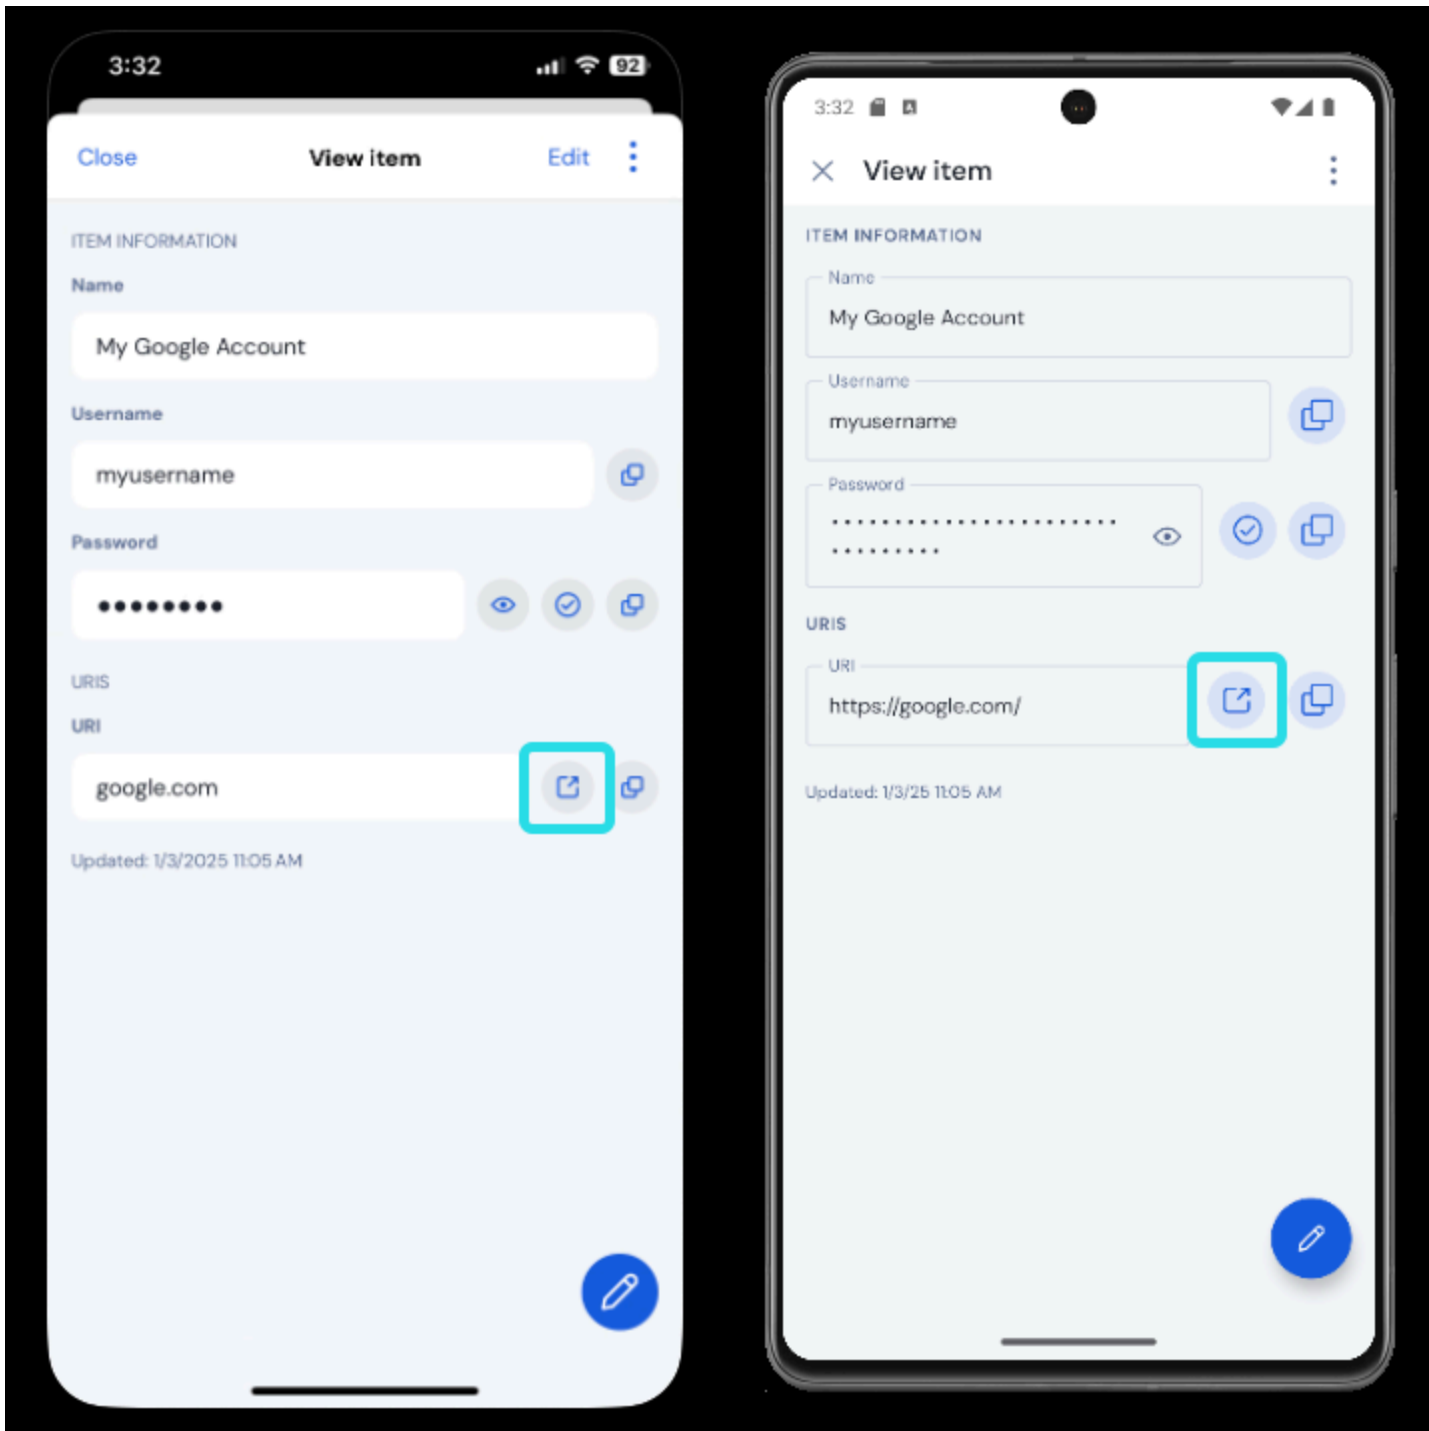 3:32
92
Close
View item
Edit
ITEM INFORMATION
Name
My Google Account
Username
myusername
Password
••••••••
URIS
URI
google.com
Updated: 1/3/2025 11:05 AM
3:32
View item
ITEM INFORMATION
Name
My Google Account
Username
myusername
Password
•••••••••••••••••••••••
•••••••••
URIS
URI
https://google.com/
Updated: 1/3/25 11:05 AM